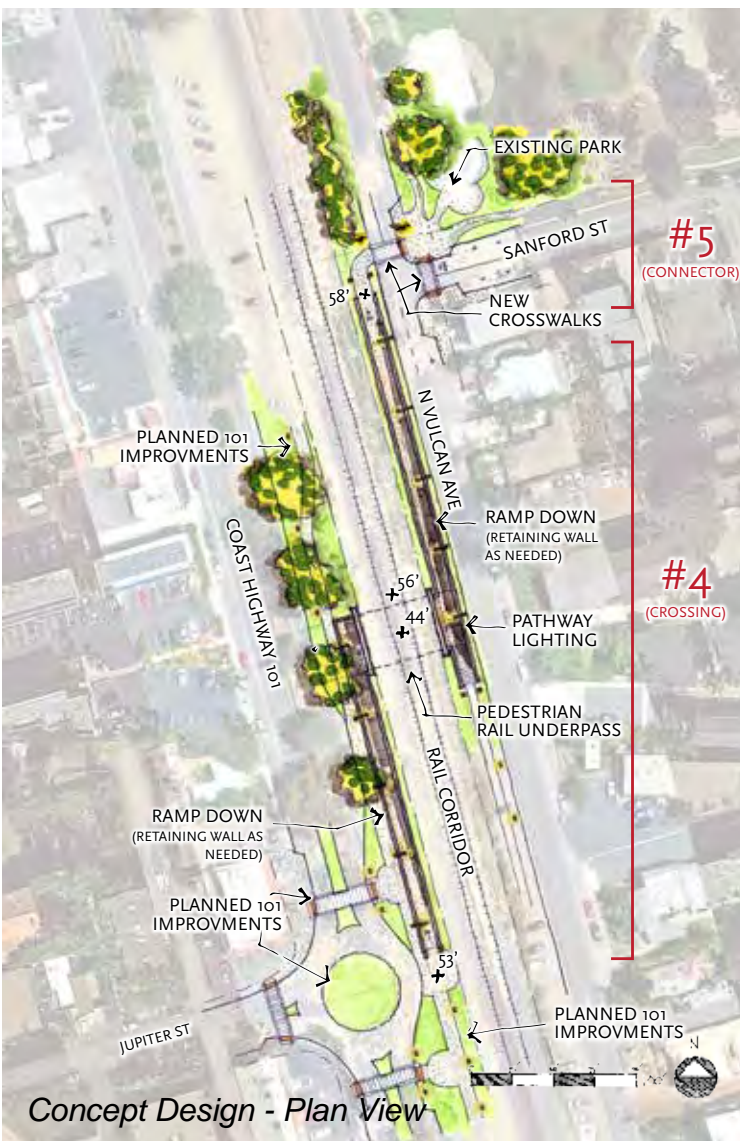 EXISTING PARK
SANFORD ST
#5
(CONNECTOR)
58’
NEW
CROSSWALKS
N VULCAN AVE
PLANNED 101
IMPROVMENTS
RAMP DOWN
(RETAINING WALL
AS NEEDED)
COAST HIGHWAY 101
#4
(CROSSING)
56’
44’
PATHWAY
LIGHTING
PEDESTRIAN
RAIL UNDERPASS
RAIL CORRIDOR
RAMP DOWN
(RETAINING WALL AS
NEEDED)
PLANNED 101
IMPROVMENTS
53’
JUPITER ST
PLANNED 101
IMPROVMENTS
N
Concept Design - Plan View